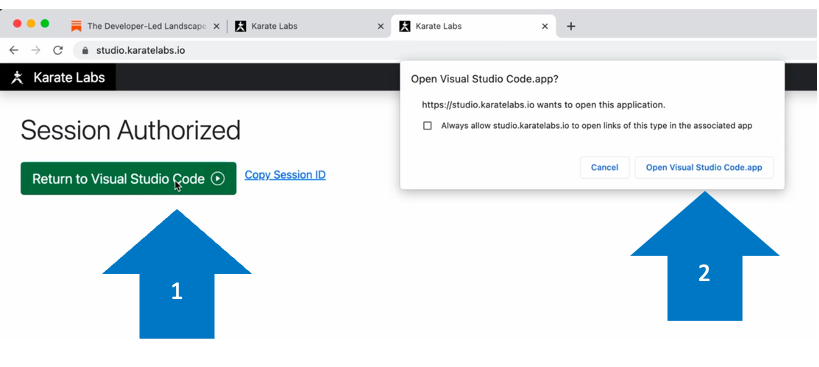 The Developer-Led Landscape
Karate Labs
Karate Labs
studio.karatelabs.io
Karate Labs
Open Visual Studio Code.app?
https://studio.karatelabs.io wants to open this application.
Always allow studio.karatelabs.io to open links of this type in the associated app
Cancel
Open Visual Studio Code.app
Session Authorized
Return to Visual Studio Code
Copy Session ID
1
2